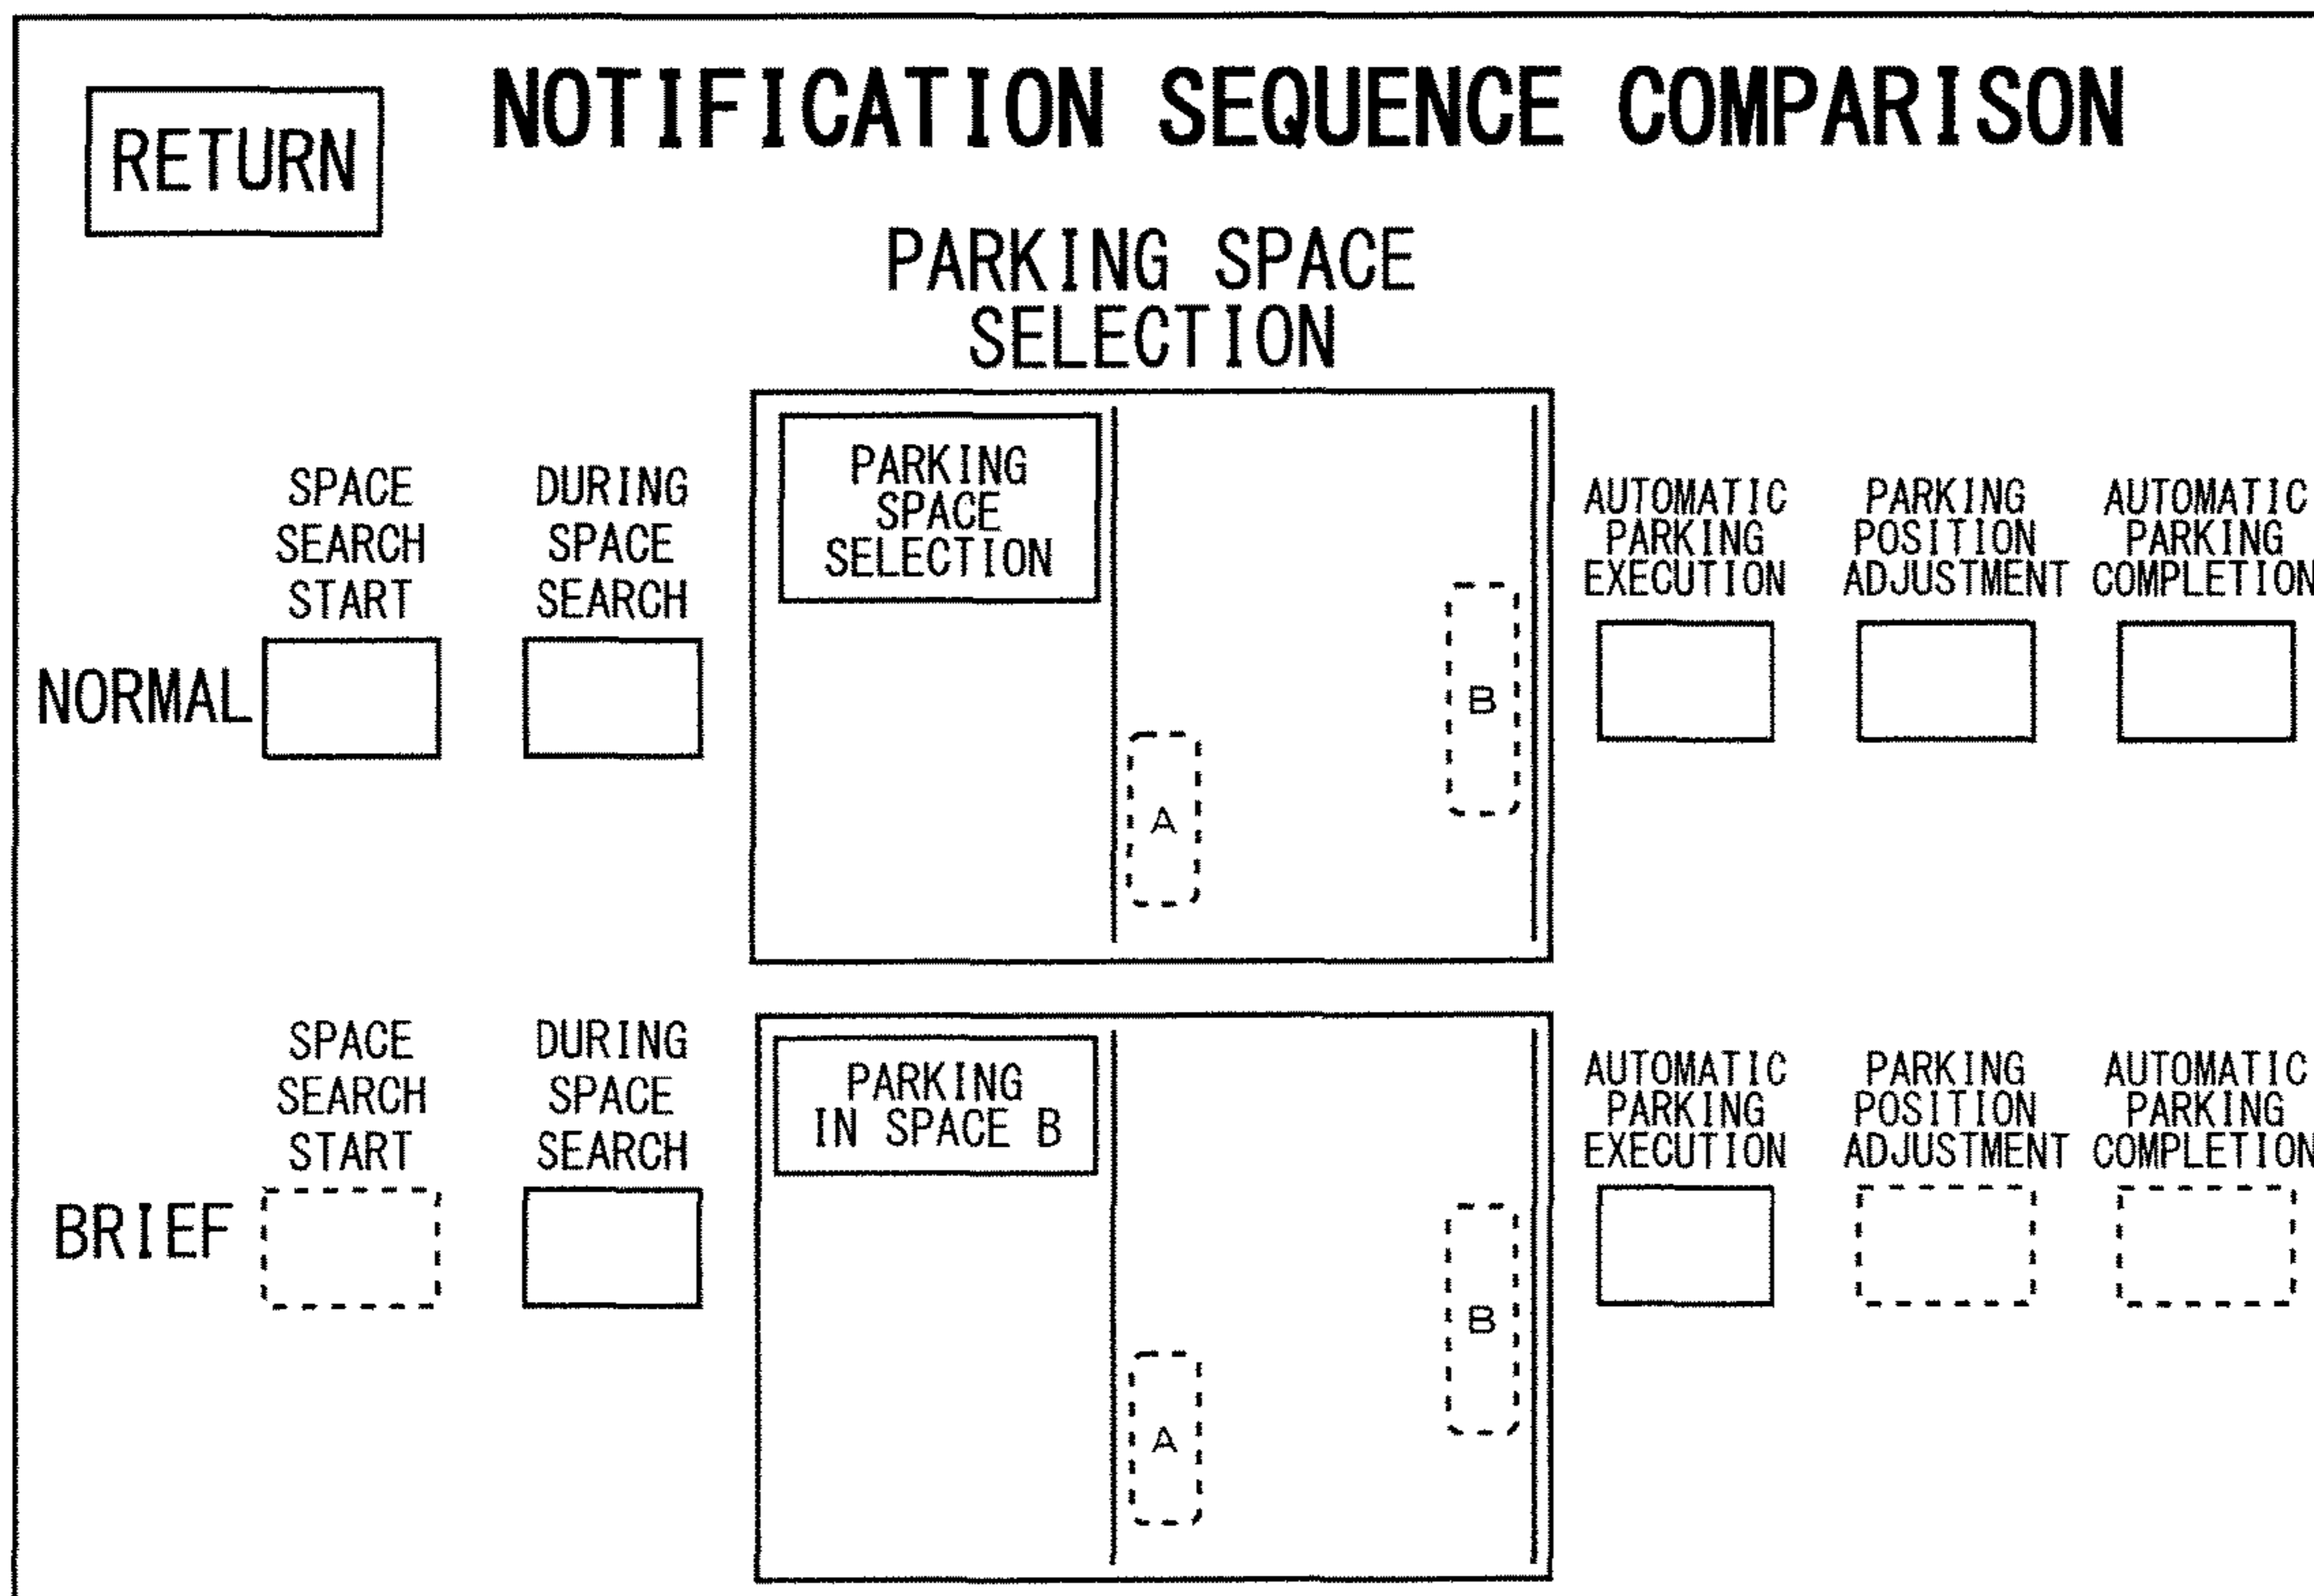 RETURN
NOTIFICATION SEQUENCE COMPARISON
PARKING SPACE
SELECTION
NORMAL
SPACE
SEARCH
START
DURING
SPACE
SEARCH
PARKING
SPACE
SELECTION
A
B
AUTOMATIC
PARKING
EXECUTION
PARKING
POSITION
ADJUSTMENT
AUTOMATIC
PARKING
COMPLETION
BRIEF
SPACE
SEARCH
START
DURING
SPACE
SEARCH
PARKING
IN SPACE B
A
B
AUTOMATIC
PARKING
EXECUTION
PARKING
POSITION
ADJUSTMENT
AUTOMATIC
PARKING
COMPLETION